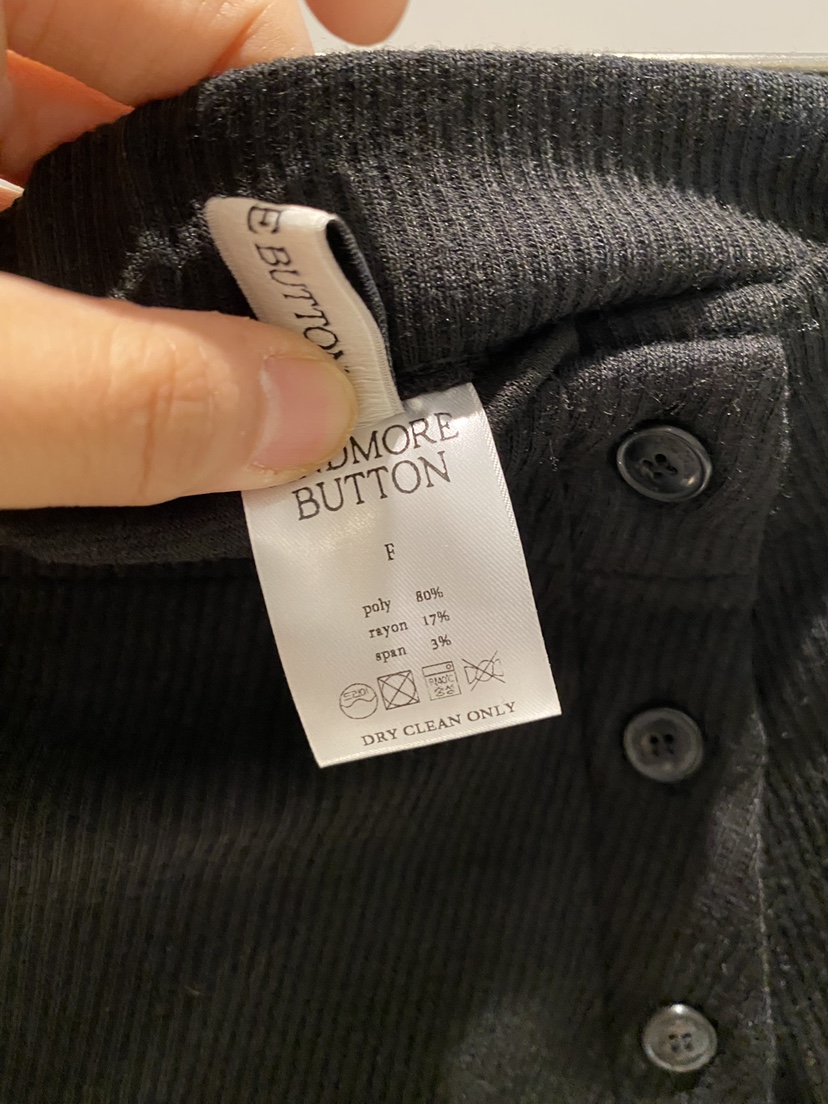 E BUTTON
BUTTON
F
poly 80%
rayon 17%
span 3%
DRY CLEAN ONLY